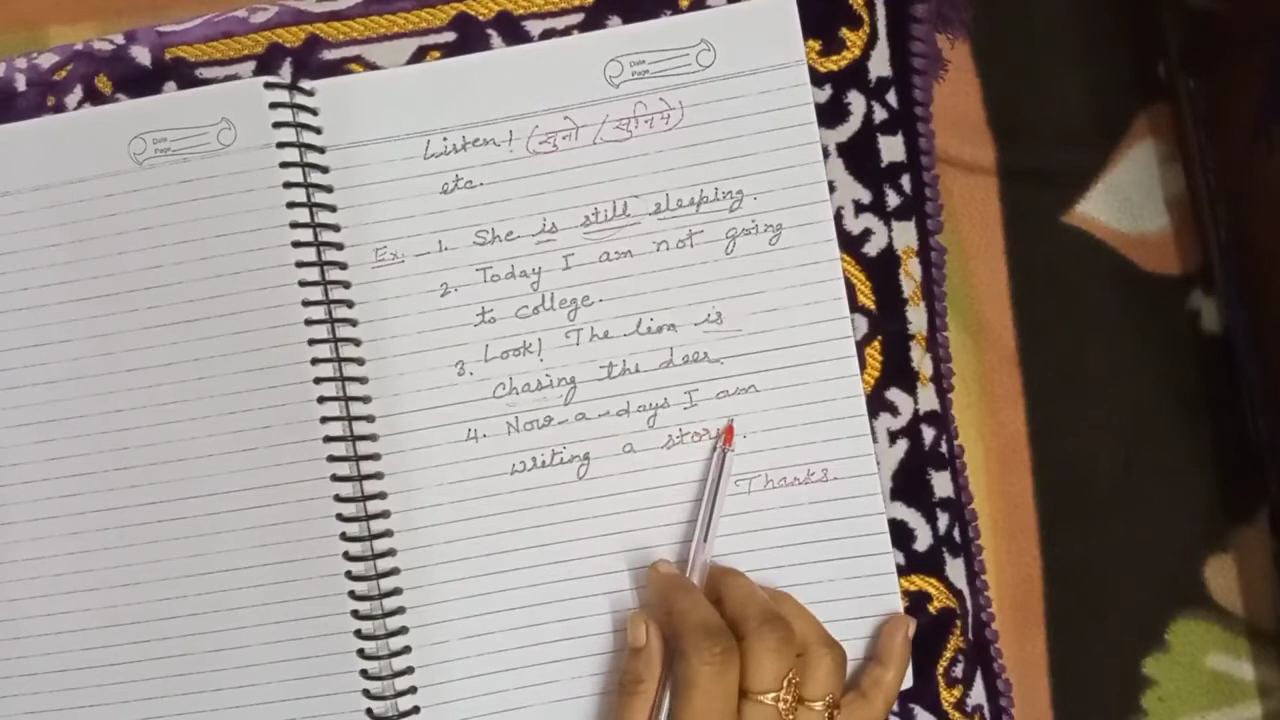 Date
Page
Date
Page
Listen! (सुनो / सुनिये)
etc.
Ex. - 1. She is still sleeping.
2. Today I am not going
to college.
3. Look! The lion is
chasing the deer.
4. Now-a-days I am
writing a story.
Thanks.